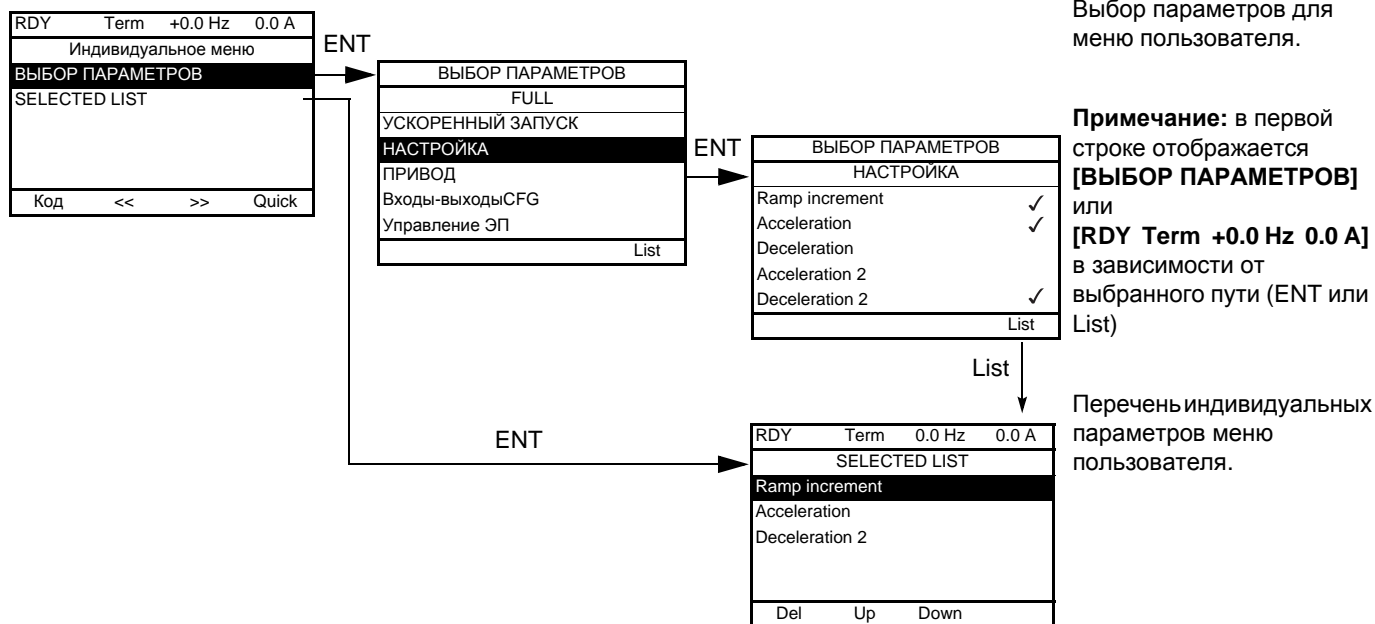 RDY Term +0.0 Hz 0.0 A
Индивидуальное меню
ВЫБОР ПАРАМЕТРОВ
SELECTED LIST
Код << >> Quick
ENT
ВЫБОР ПАРАМЕТРОВ
FULL
УСКОРЕННЫЙ ЗАПУСК
НАСТРОЙКА
ПРИВОД
Входы-выходыCFG
Управление ЭП
List
ENT
ВЫБОР ПАРАМЕТРОВ
НАСТРОЙКА
Ramp increment ✓
Acceleration ✓
Deceleration
Acceleration 2
Deceleration 2 ✓
List
List
ENT
RDY Term 0.0 Hz 0.0 A
SELECTED LIST
Ramp increment
Acceleration
Deceleration 2
Del Up Down
Выбор параметров для
меню пользователя.
Примечание: в первой
строке отображается
[ВЫБОР ПАРАМЕТРОВ]
или
[RDY Term +0.0 Hz 0.0 A]
в зависимости от
выбранного пути (ENT или
List)
Перечень индивидуальных
параметров меню
пользователя.